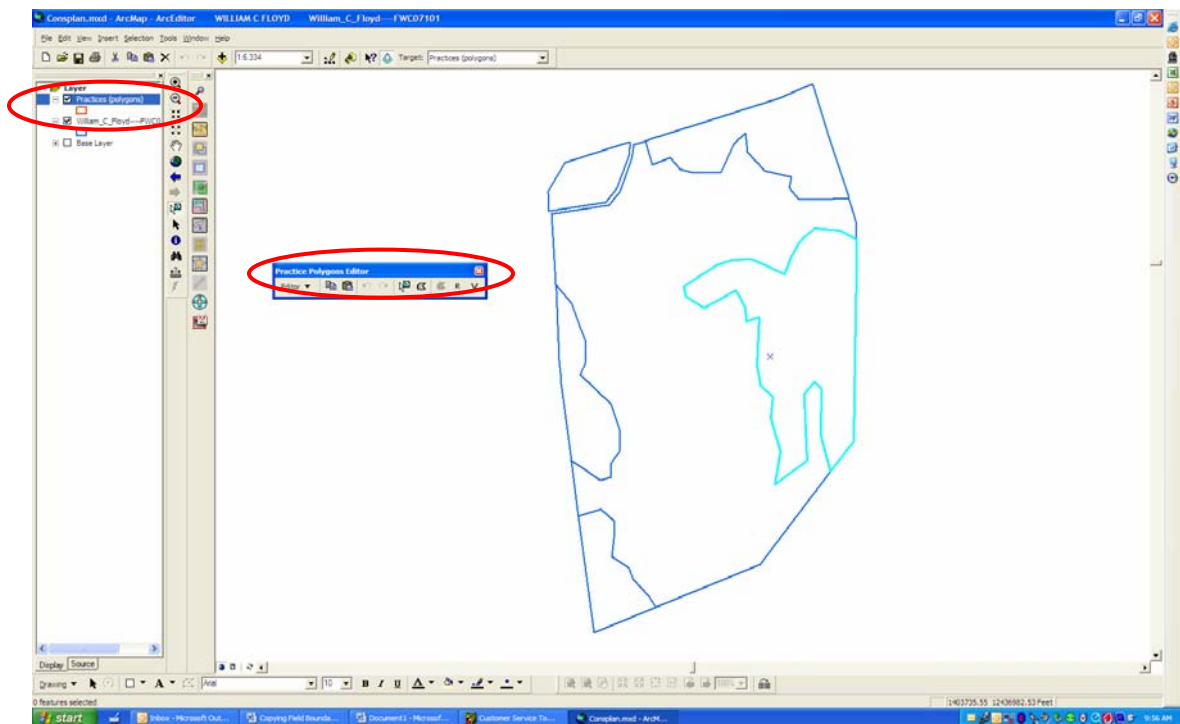 Consplan.mxd - ArcMap - ArcEditor WILLIAM C FLOYD William_C_Floyd---FWC07101
File Edit View Insert Selection Tools Window Help
1:6,334 Target: Practices (polygons)
Layer
Practices (polygons)
William_C_Floyd---FWC0
Base Layer
Practice Polygons Editor
Editor R V
Display Source
Drawing A Arial 10 B I U A
0 features selected
1403735.55 12436982.53 Feet
start Inbox - Microsoft Out... Copying Field Bounda... Document1 - Microsof... Customer Service To... Consplan.mxd - ArcM... 9:56 AM